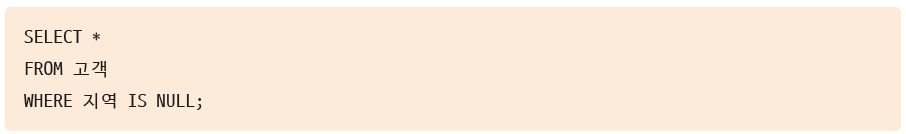 SELECT *
FROM 고객
WHERE 지역 IS NULL;